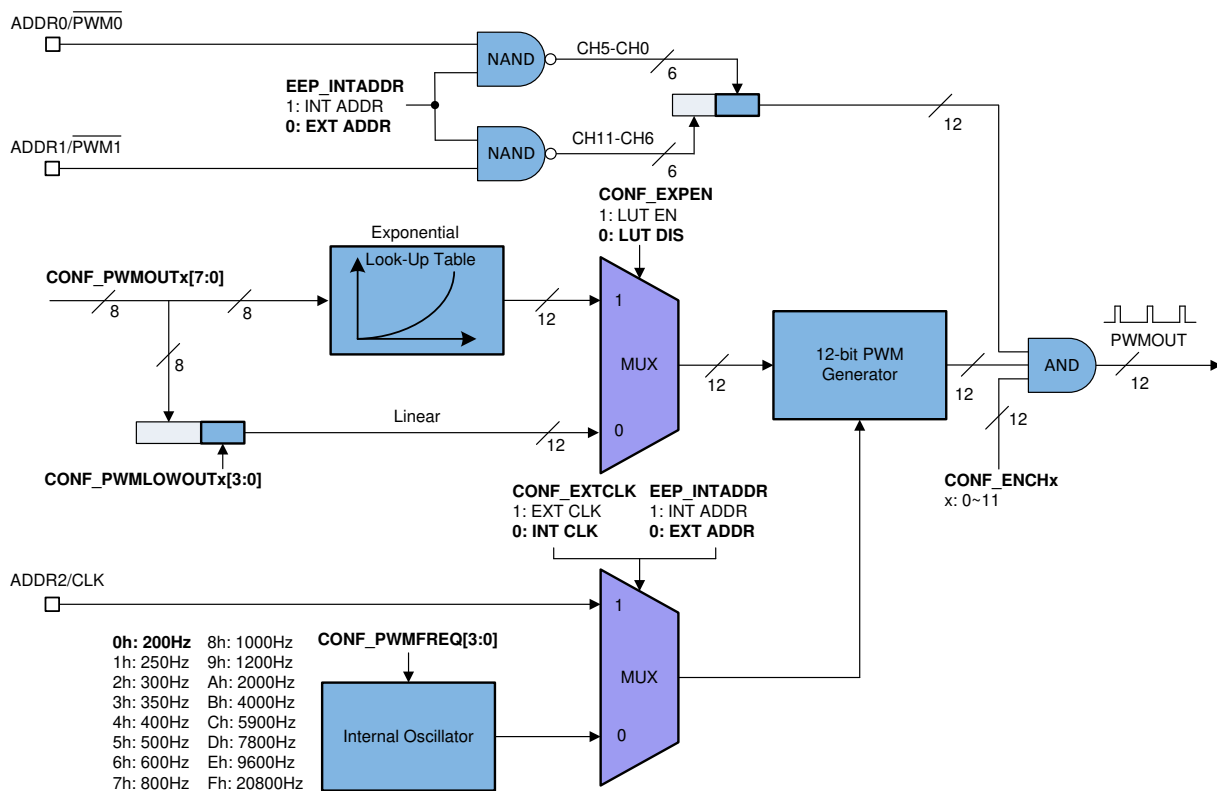 ADDR0/PWM0
NAND
CH5-CH0
6
EEP_INTADDR
1: INT ADDR
0: EXT ADDR
12
ADDR1/PWM1
NAND
CH11-CH6
6
CONF_EXPEN
1: LUT EN
0: LUT DIS
Exponential
Look-Up Table
CONF_PWMOUTx[7:0]
8
8
12
1
8
MUX
12
12-bit PWM
Generator
12
AND
PWMOUT
12
Linear
12
0
12
CONF_PWMLOWOUTx[3:0]
CONF_ENCHx
x: 0~11
CONF_EXTCLK
1: EXT CLK
0: INT CLK
EEP_INTADDR
1: INT ADDR
0: EXT ADDR
ADDR2/CLK
1
MUX
0
CONF_PWMFREQ[3:0]
Internal Oscillator
0h: 200Hz 8h: 1000Hz
1h: 250Hz 9h: 1200Hz
2h: 300Hz Ah: 2000Hz
3h: 350Hz Bh: 4000Hz
4h: 400Hz Ch: 5900Hz
5h: 500Hz Dh: 7800Hz
6h: 600Hz Eh: 9600Hz
7h: 800Hz Fh: 20800Hz